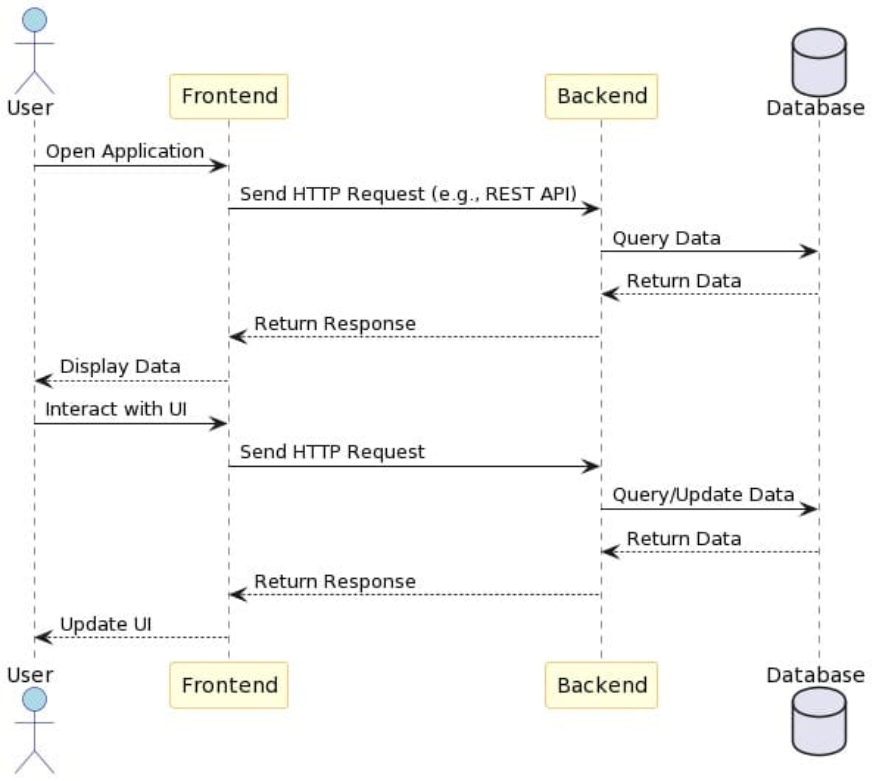 User
Frontend
Backend
Database
Open Application
Send HTTP Request (e.g., REST API)
Query Data
Return Data
Return Response
Display Data
Interact with UI
Send HTTP Request
Query/Update Data
Return Data
Return Response
Update UI
User
Frontend
Backend
Database